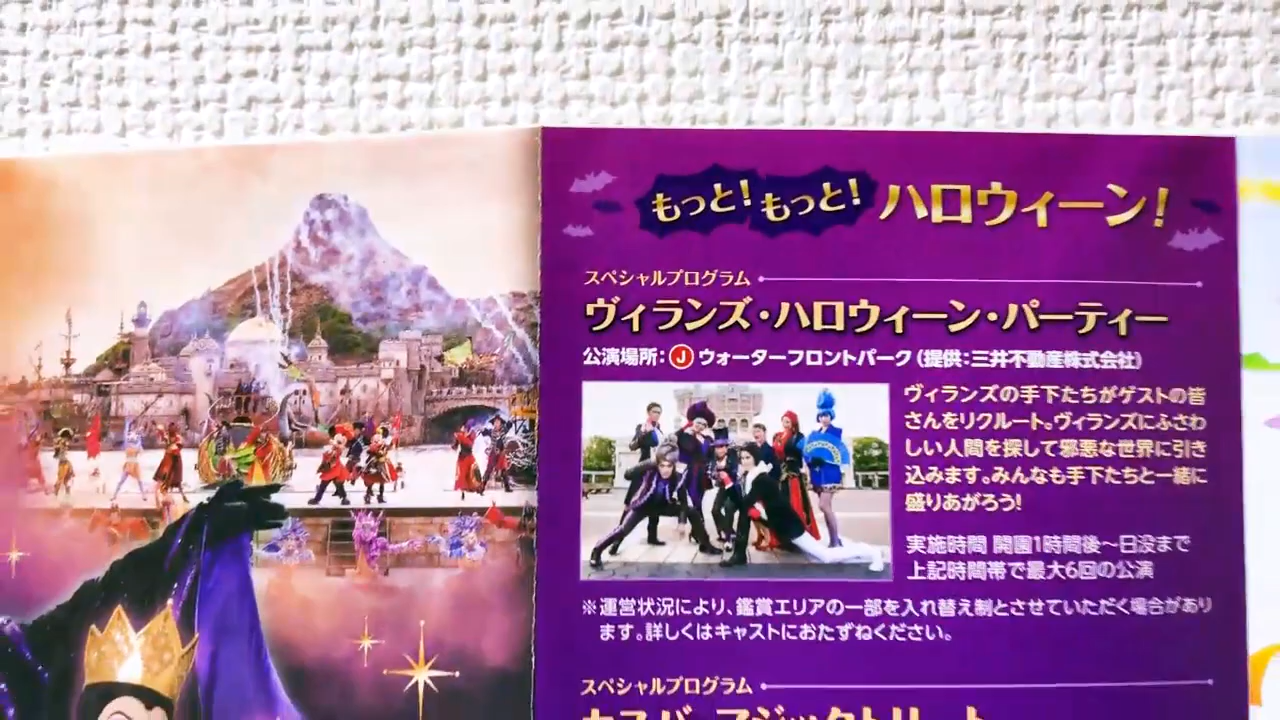 もっと！もっと！ハロウィーン！
スペシャルプログラム
ヴィランズ・ハロウィーン・パーティー
公演場所：Ⓙウォーターフロントパーク（提供：三井不動産株式会社）
ヴィランズの手下たちがゲストの皆
さんをリクルート。ヴィランズにふさわ
しい人間を探して邪悪な世界に引き
込みます。みんなも手下たちと一緒に
盛りあがろう！
実施時間 開園1時間後～日没まで
上記時間帯で最大6回の公演
※運営状況により、鑑賞エリアの一部を入れ替え制とさせていただく場合があり
ます。詳しくはキャストにおたずねください。
スペシャルプログラム